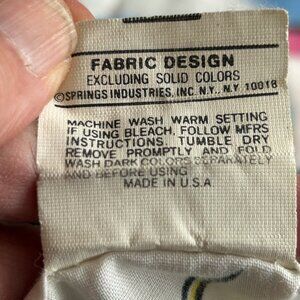 FABRIC DESIGN
EXCLUDING SOLID COLORS
©SPRINGS INDUSTRIES, INC. N.Y., N.Y. 10018
MACHINE WASH WARM SETTING
IF USING BLEACH, FOLLOW MFRS
INSTRUCTIONS. TUMBLE DRY
REMOVE PROMPTLY AND FOLD
WASH DARK COLORS SEPARATELY
AND BEFORE USING
MADE IN U.S.A